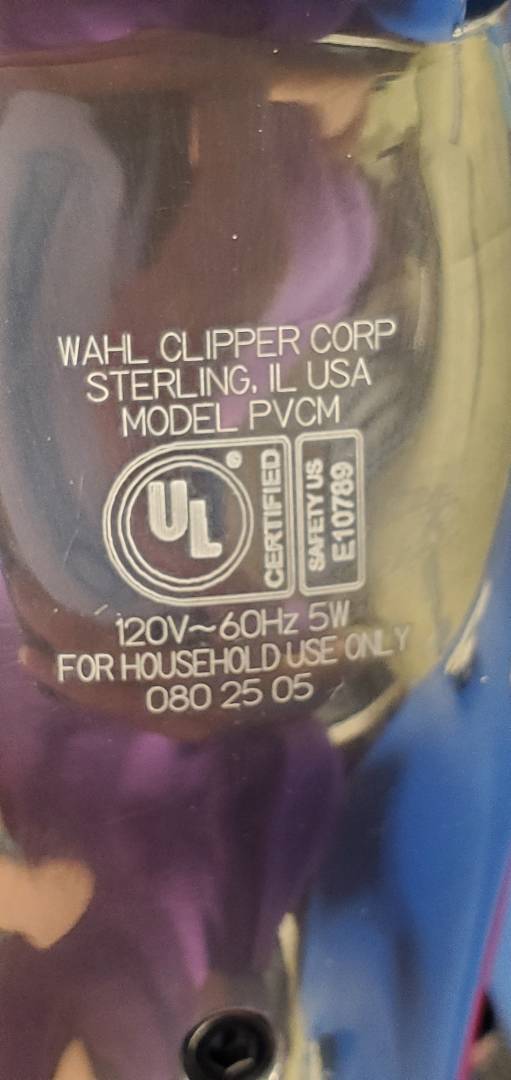 WAHL CLIPPER CORP
STERLING, IL USA
MODEL PVCM
UL ® CERTIFIED
SAFETY US
E10789
120V~60Hz 5W
FOR HOUSEHOLD USE ONLY
080 25 05